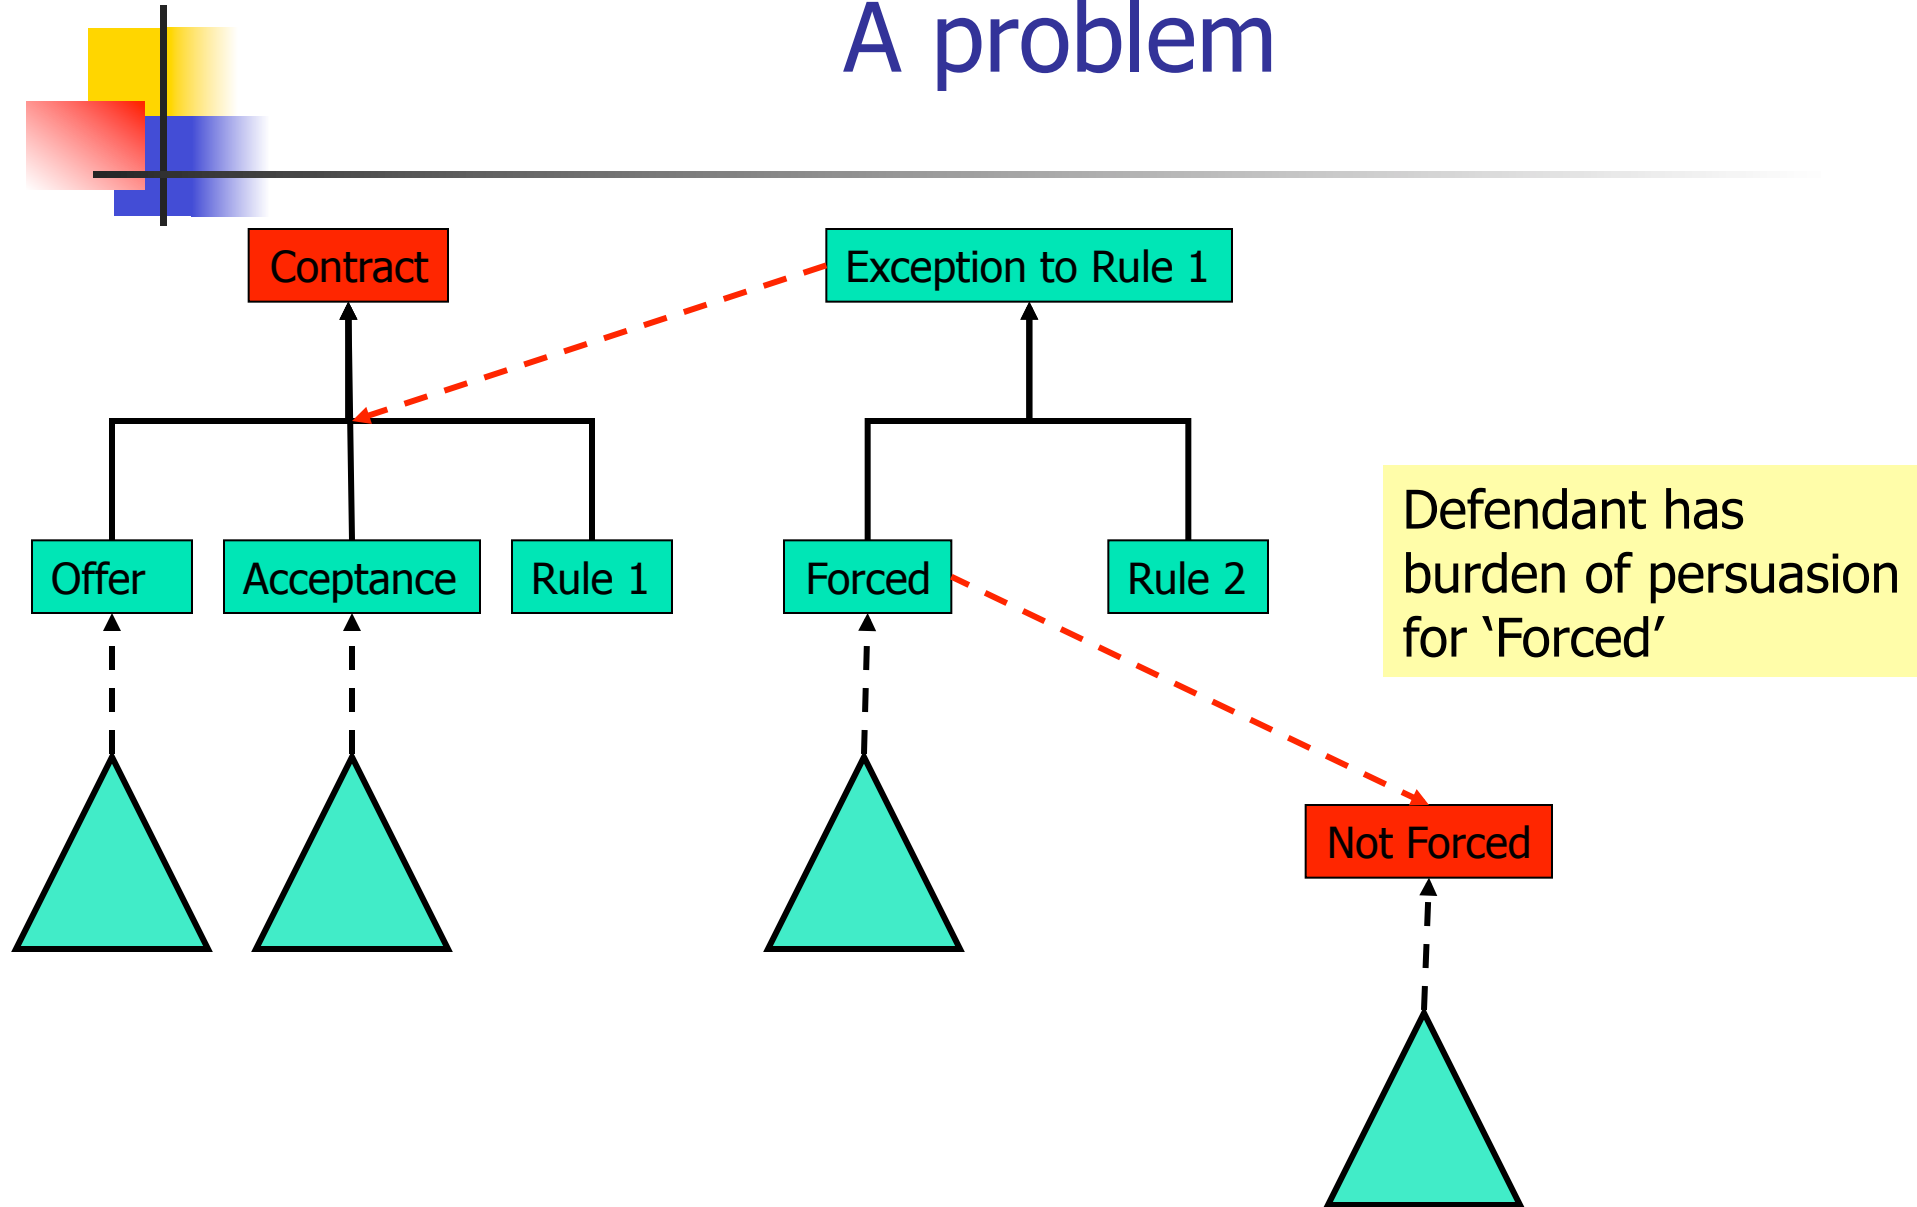 A problem
Contract
Exception to Rule 1
Offer
Acceptance
Rule 1
Forced
Rule 2
Defendant has
burden of persuasion
for ‘Forced’
Not Forced